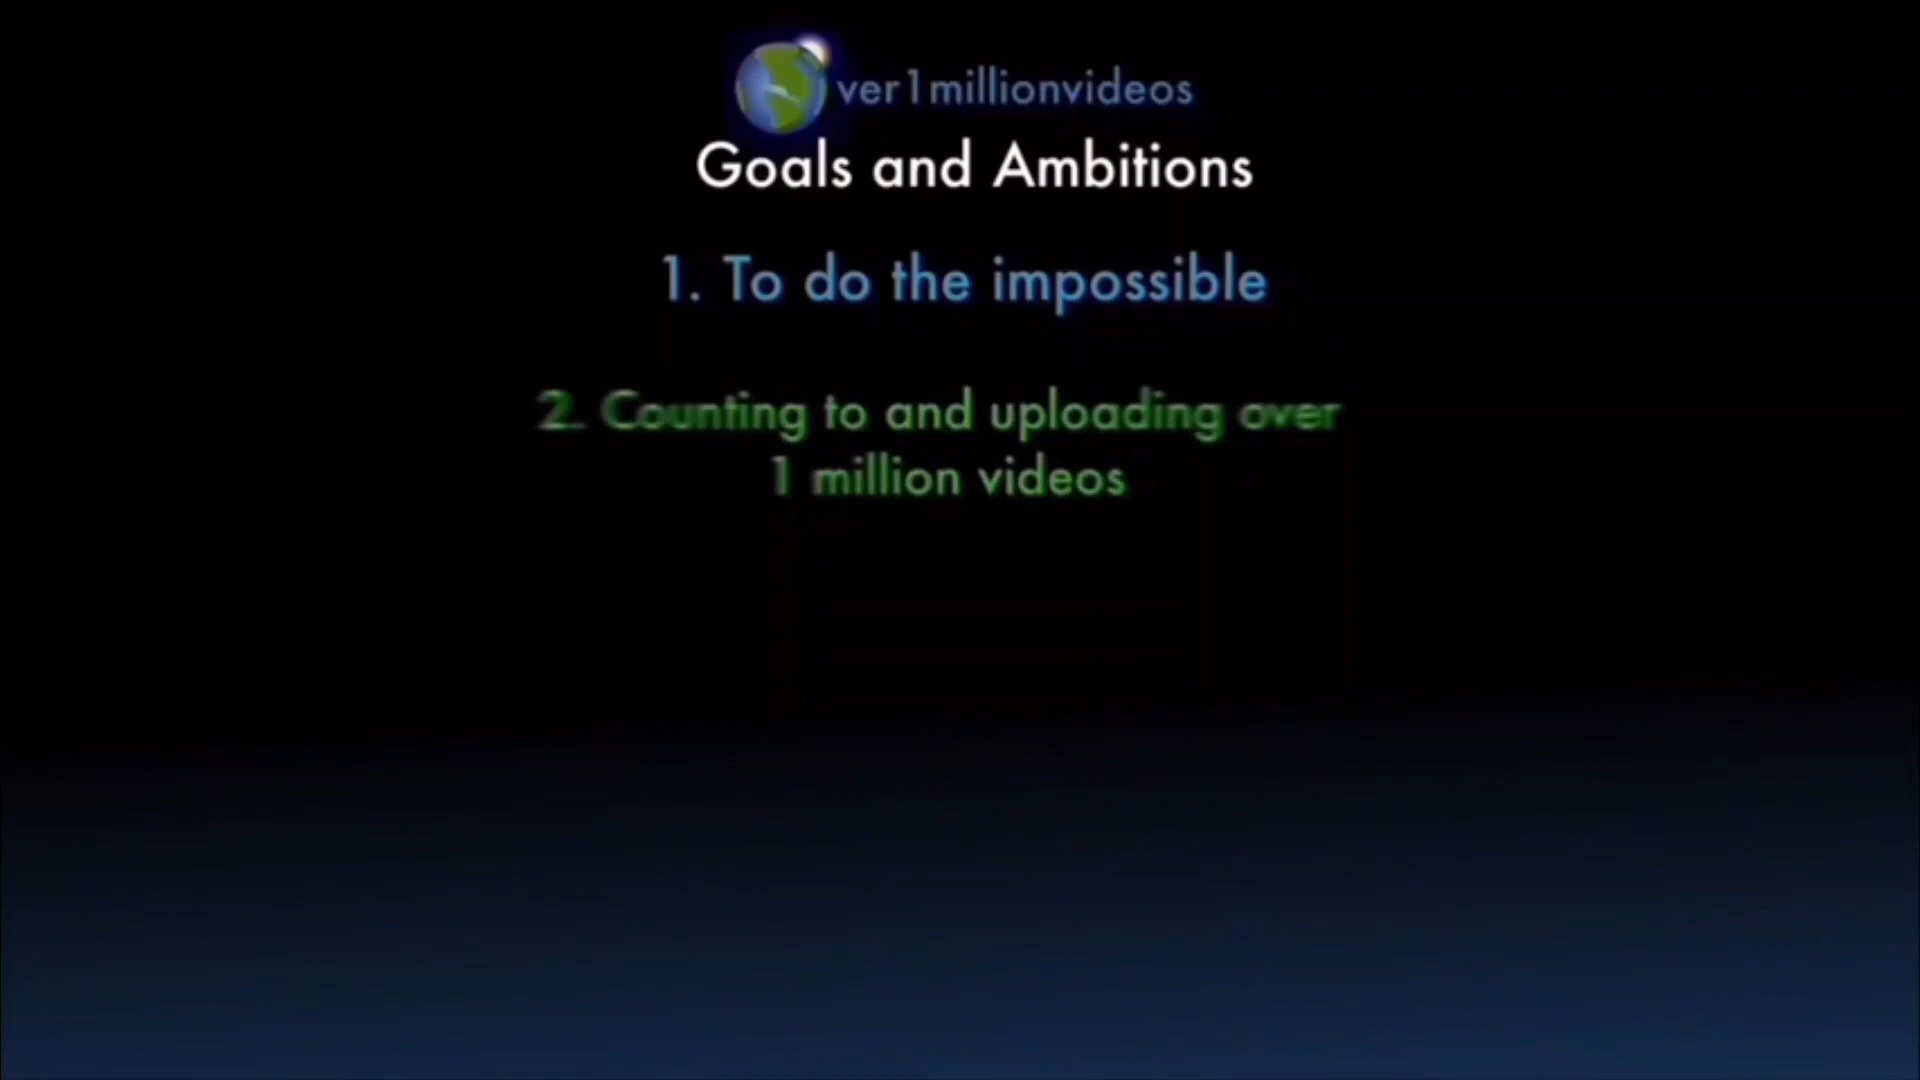 ver1millionvideos
Goals and Ambitions
1. To do the impossible
2. Counting to and uploading over
1 million videos